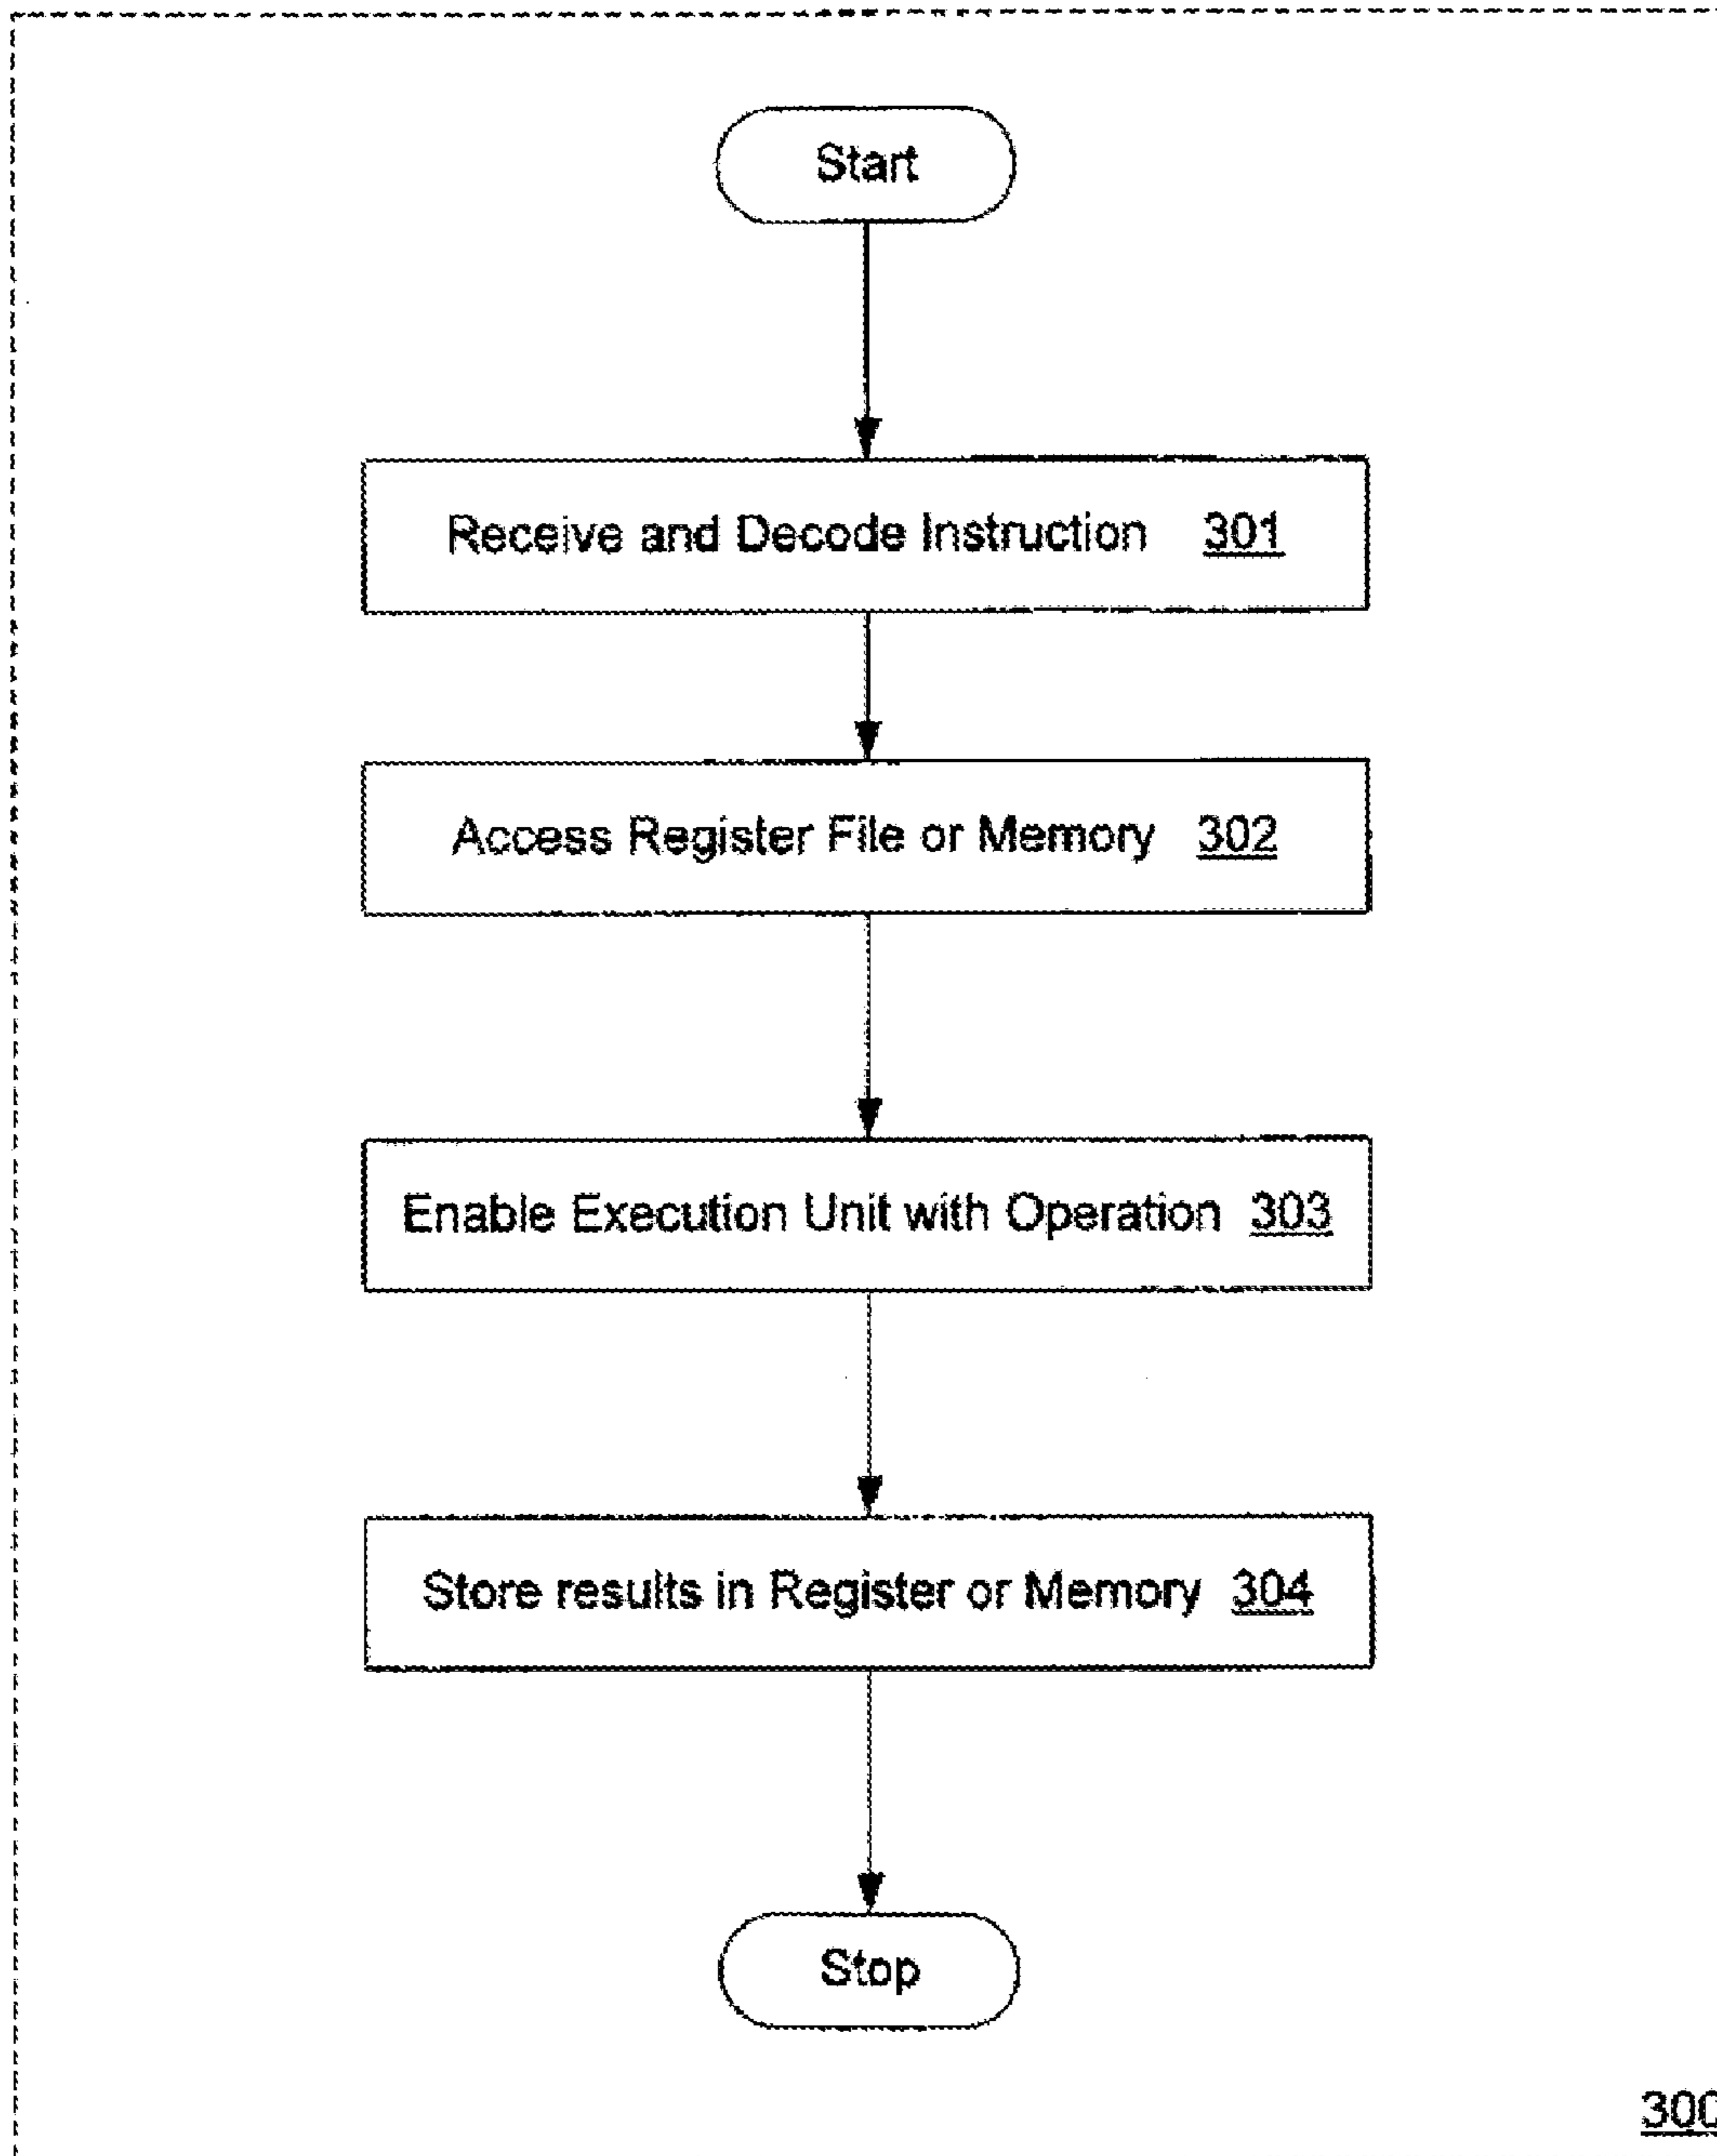 Start
Receive and Decode Instruction 301
Access Register File or Memory 302
Enable Execution Unit with Operation 303
Store results in Register or Memory 304
Stop
300